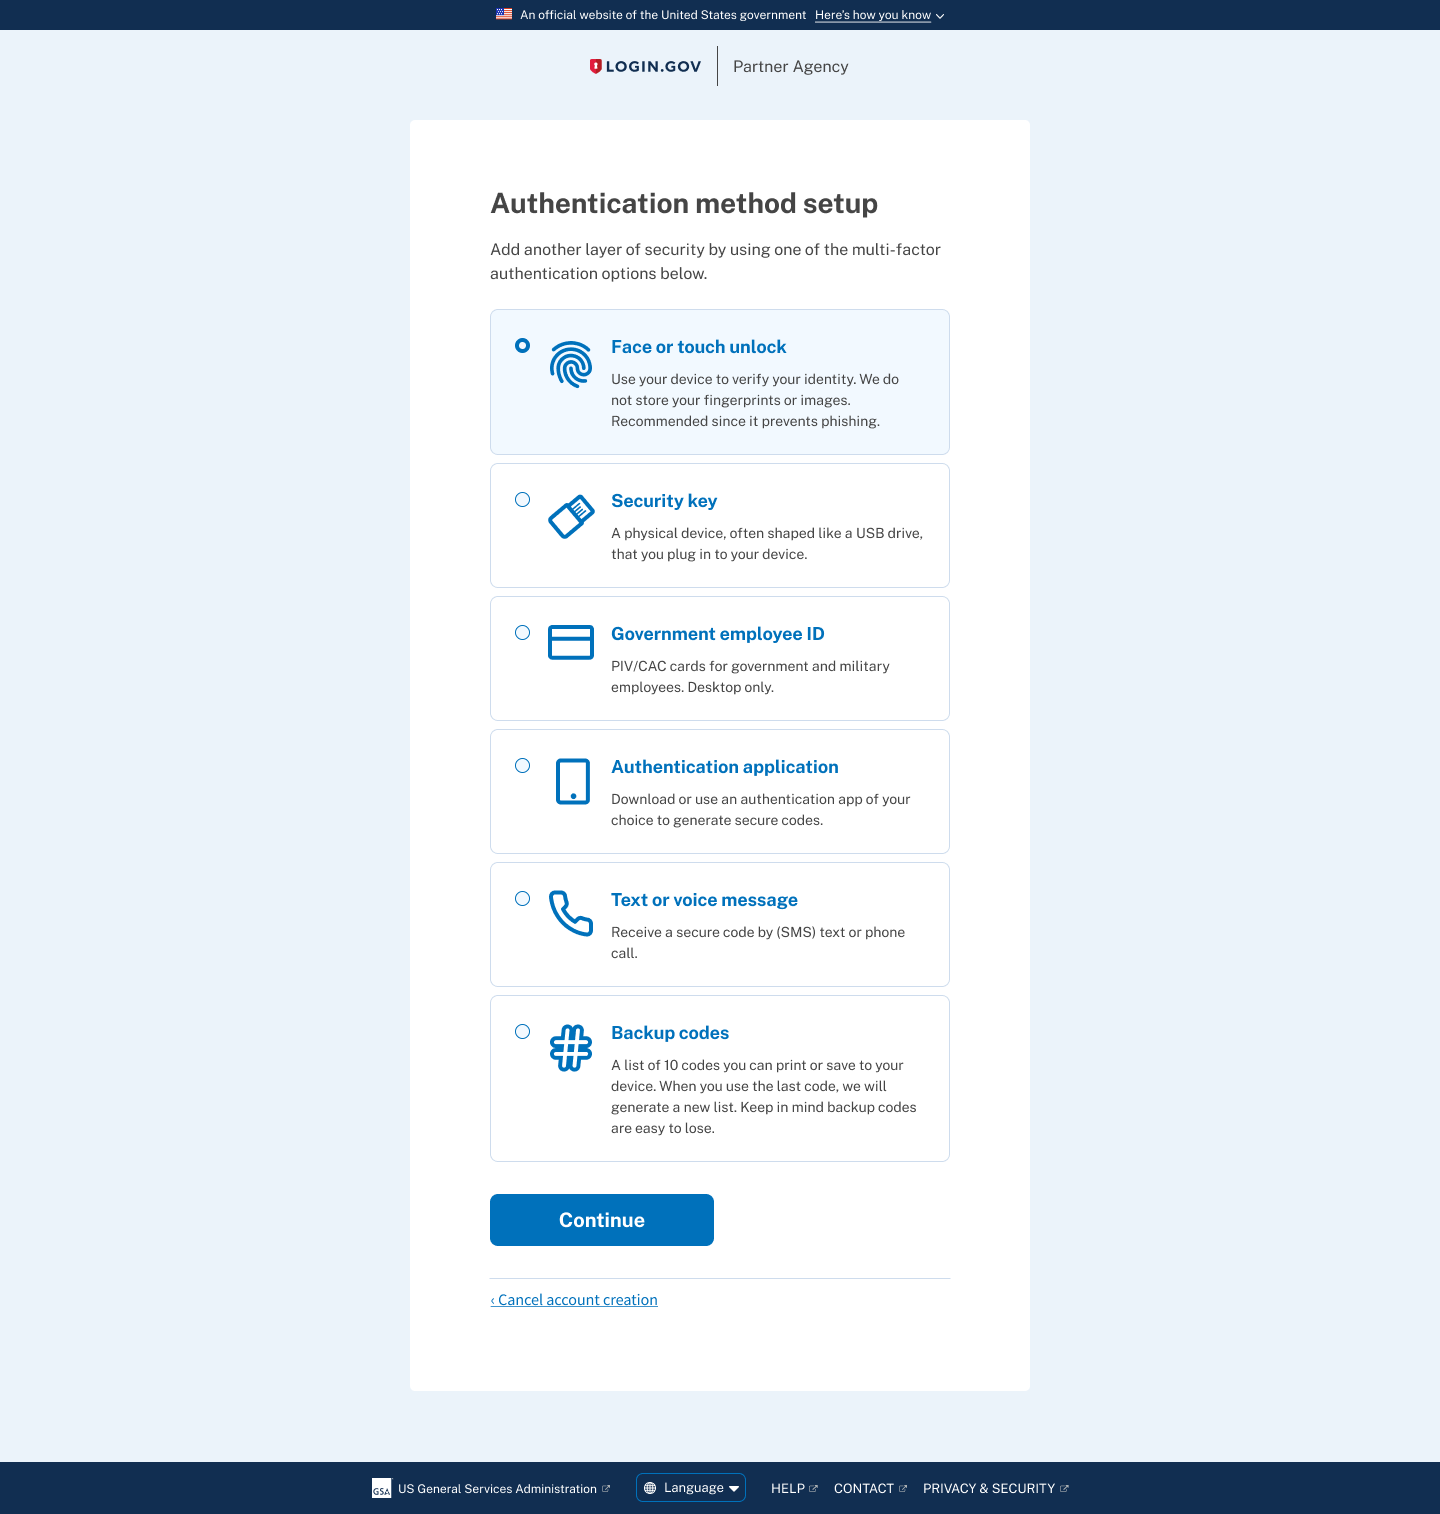 An official website of the United States government Here's how you know
LOGIN.GOV Partner Agency
Authentication method setup
Add another layer of security by using one of the multi-factor
authentication options below.
Face or touch unlock
Use your device to verify your identity. We do
not store your fingerprints or images.
Recommended since it prevents phishing.
Security key
A physical device, often shaped like a USB drive,
that you plug in to your device.
Government employee ID
PIV/CAC cards for government and military
employees. Desktop only.
Authentication application
Download or use an authentication app of your
choice to generate secure codes.
Text or voice message
Receive a secure code by (SMS) text or phone
call.
Backup codes
A list of 10 codes you can print or save to your
device. When you use the last code, we will
generate a new list. Keep in mind backup codes
are easy to lose.
Continue
‹ Cancel account creation
GSA US General Services Administration Language HELP CONTACT PRIVACY & SECURITY